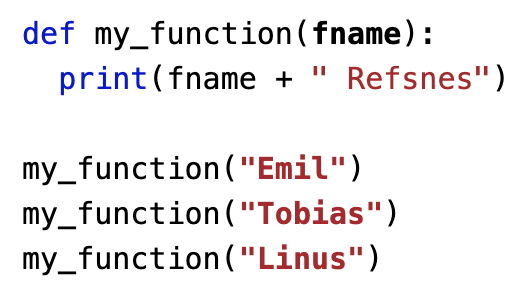 def my_function(fname):
  print(fname + " Refsnes")

my_function("Emil")
my_function("Tobias")
my_function("Linus")